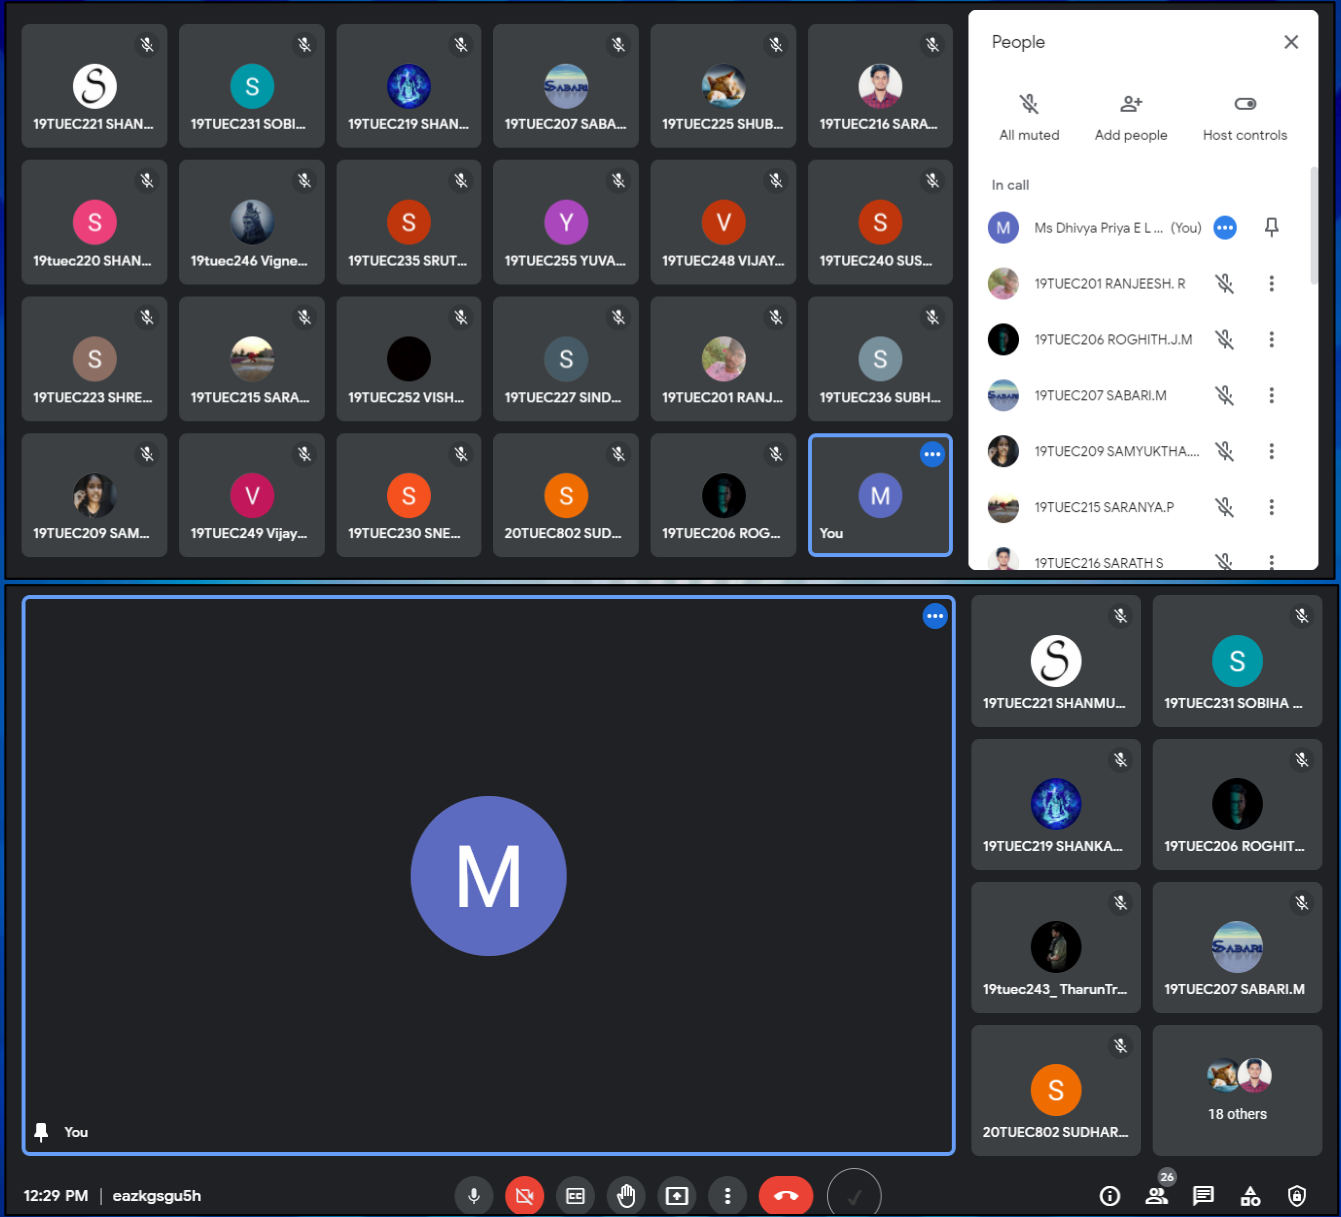 S
19TUEC221 SHAN...
S
19TUEC231 SOBI...
19TUEC219 SHAN...
SABARI
19TUEC207 SABA...
19TUEC225 SHUB...
19TUEC216 SARA...
S
19tuec220 SHAN...
19tuec246 Vigne...
S
19TUEC235 SRUT...
Y
19TUEC255 YUVA...
V
19TUEC248 VIJAY...
S
19TUEC240 SUS...
S
19TUEC223 SHRE...
19TUEC215 SARA...
19TUEC252 VISH...
S
19TUEC227 SIND...
19TUEC201 RANJ...
S
19TUEC236 SUBH...
19TUEC209 SAM...
V
19TUEC249 Vijay...
S
19TUEC230 SNE...
S
20TUEC802 SUD...
19TUEC206 ROG...
M
You
People
All muted
Add people
Host controls
In call
M
Ms Dhivya Priya E L ... (You)
19TUEC201 RANJEESH. R
19TUEC206 ROGHITH.J.M
SABARI
19TUEC207 SABARI.M
19TUEC209 SAMYUKTHA....
19TUEC215 SARANYA.P
19TUEC216 SARATH S
M
You
S
19TUEC221 SHANMU...
S
19TUEC231 SOBIHA ...
19TUEC219 SHANKA...
19TUEC206 ROGHIT...
19tuec243_ TharunTr...
SABARI
19TUEC207 SABARI.M
S
20TUEC802 SUDHAR...
18 others
12:29 PM | eazkgsgu5h
26